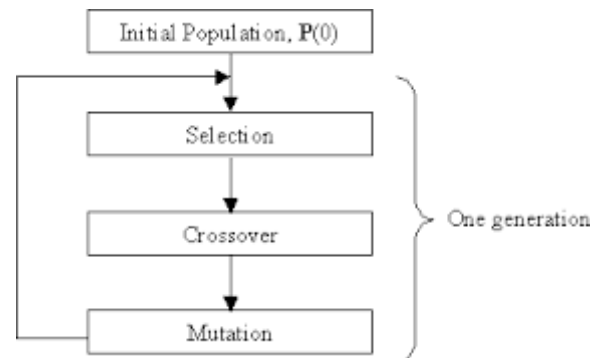 Initial Population, P(0)
Selection
Crossover
One generation
Mutation